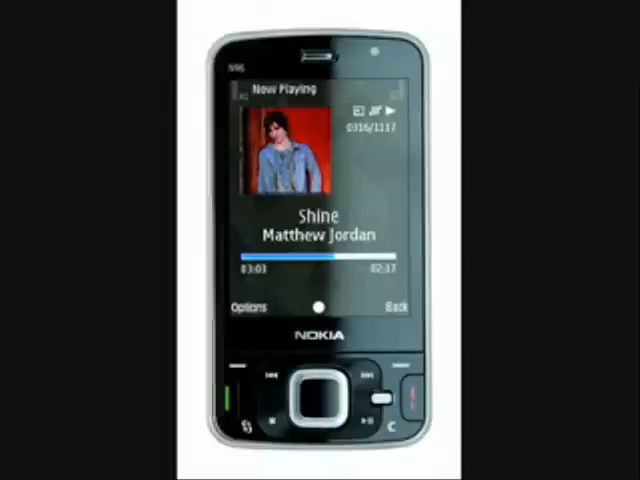 N96
Now Playing
0316/1117
Shine
Matthew Jordan
03:03
02:37
Options
Back
NOKIA
C